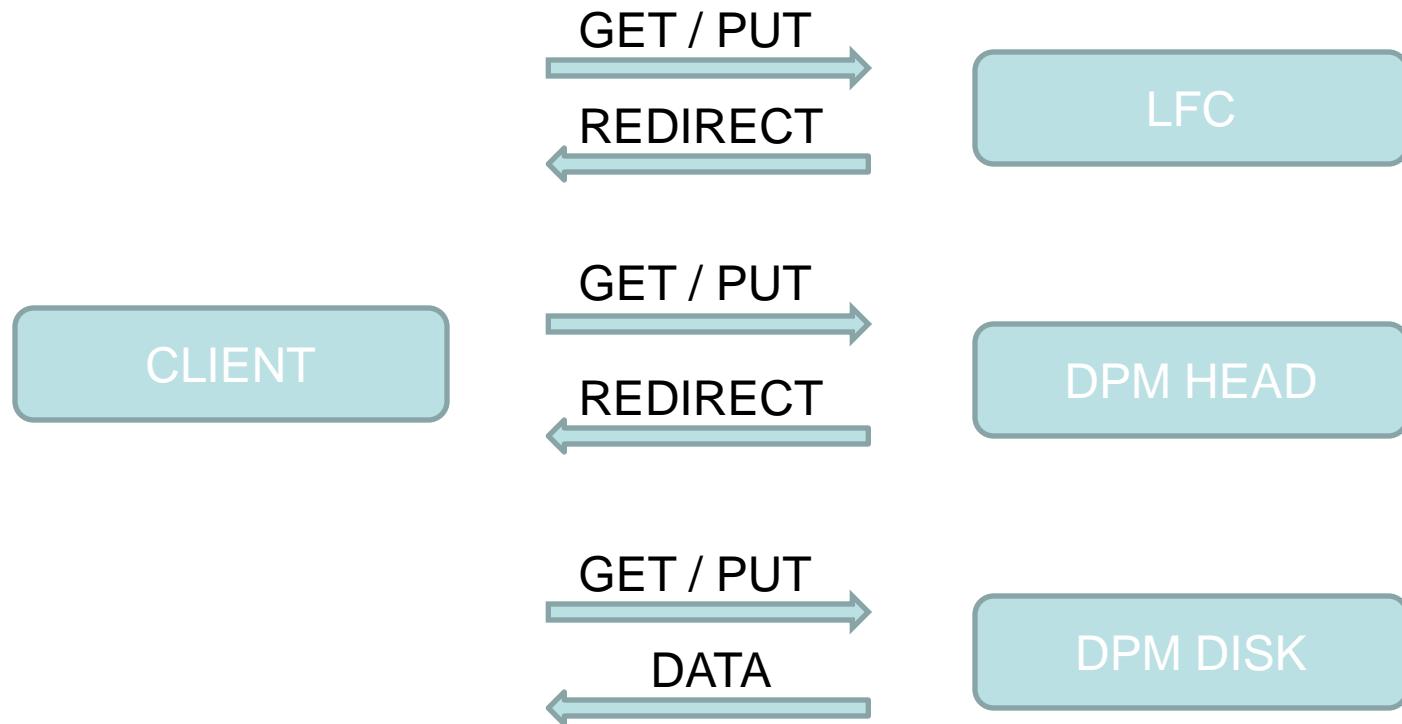 GET / PUT
LFC
REDIRECT
GET / PUT
CLIENT
DPM HEAD
REDIRECT
GET / PUT
DPM DISK
DATA